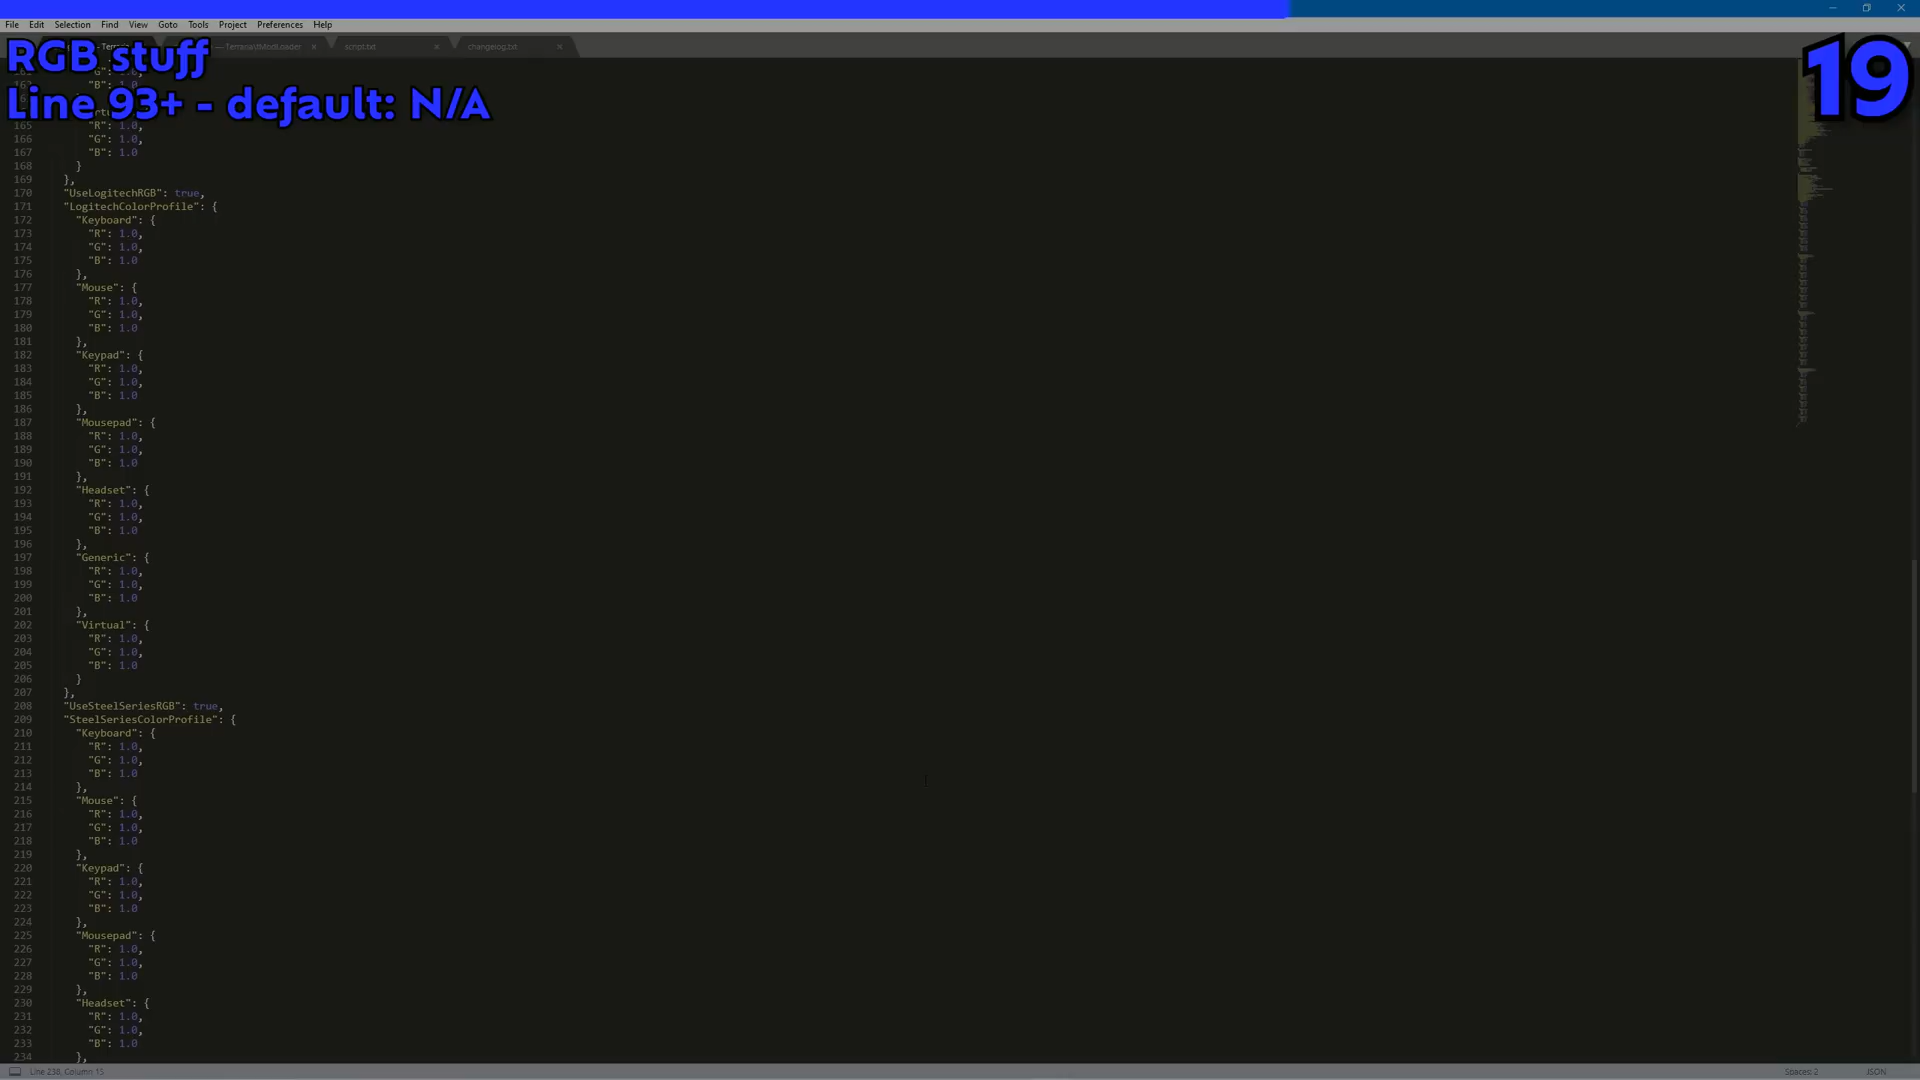 File Edit Selection Find View Goto Tools Project Preferences Help
Terraria\tModLoader script.txt changelog.txt
RGB stuff
Line 93+ - default: N/A
19
165 "R": 1.0,
166 "G": 1.0,
167 "B": 1.0
168 }
169 },
170 "UseLogitechRGB": true,
171 "LogitechColorProfile": {
172 "Keyboard": {
173 "R": 1.0,
174 "G": 1.0,
175 "B": 1.0
176 },
177 "Mouse": {
178 "R": 1.0,
179 "G": 1.0,
180 "B": 1.0
181 },
182 "Keypad": {
183 "R": 1.0,
184 "G": 1.0,
185 "B": 1.0
186 },
187 "Mousepad": {
188 "R": 1.0,
189 "G": 1.0,
190 "B": 1.0
191 },
192 "Headset": {
193 "R": 1.0,
194 "G": 1.0,
195 "B": 1.0
196 },
197 "Generic": {
198 "R": 1.0,
199 "G": 1.0,
200 "B": 1.0
201 },
202 "Virtual": {
203 "R": 1.0,
204 "G": 1.0,
205 "B": 1.0
206 }
207 },
208 "UseSteelSeriesRGB": true,
209 "SteelSeriesColorProfile": {
210 "Keyboard": {
211 "R": 1.0,
212 "G": 1.0,
213 "B": 1.0
214 },
215 "Mouse": {
216 "R": 1.0,
217 "G": 1.0,
218 "B": 1.0
219 },
220 "Keypad": {
221 "R": 1.0,
222 "G": 1.0,
223 "B": 1.0
224 },
225 "Mousepad": {
226 "R": 1.0,
227 "G": 1.0,
228 "B": 1.0
229 },
230 "Headset": {
231 "R": 1.0,
232 "G": 1.0,
233 "B": 1.0
234 },
Line 238, Column 15 Spaces: 2 JSON